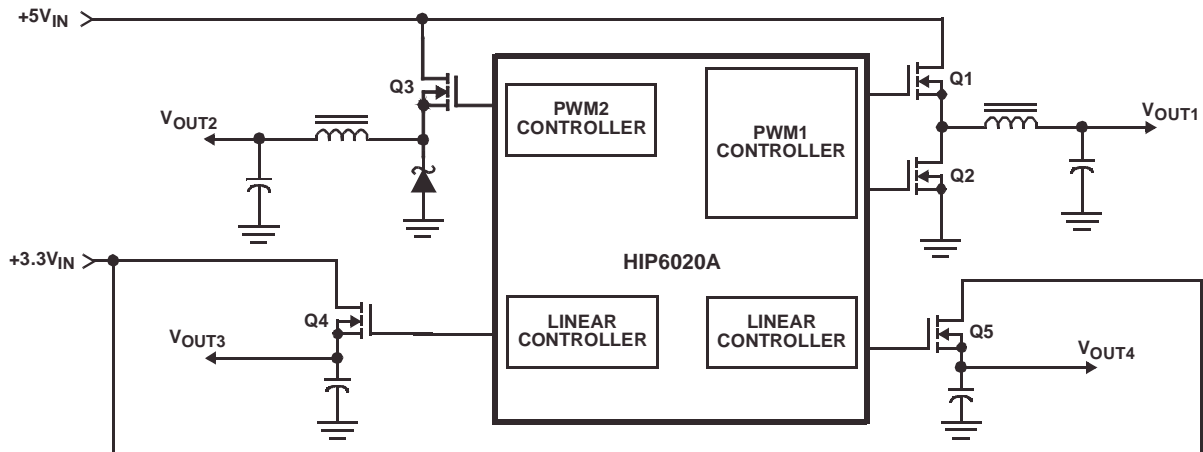 +5VIN
Q3
PWM2
CONTROLLER
VOUT2
PWM1
CONTROLLER
Q1
VOUT1
Q2
+3.3VIN
HIP6020A
Q4
LINEAR
CONTROLLER
LINEAR
CONTROLLER
Q5
VOUT3
VOUT4